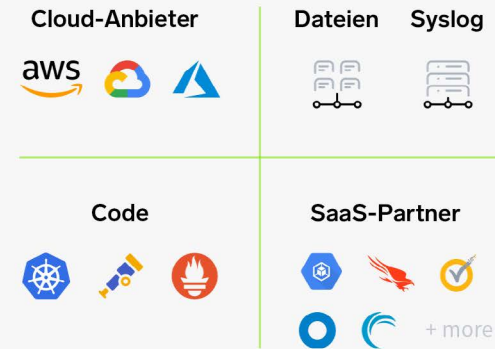 Cloud-Anbieter
Dateien
Syslog
aws
Code
SaaS-Partner
+ more